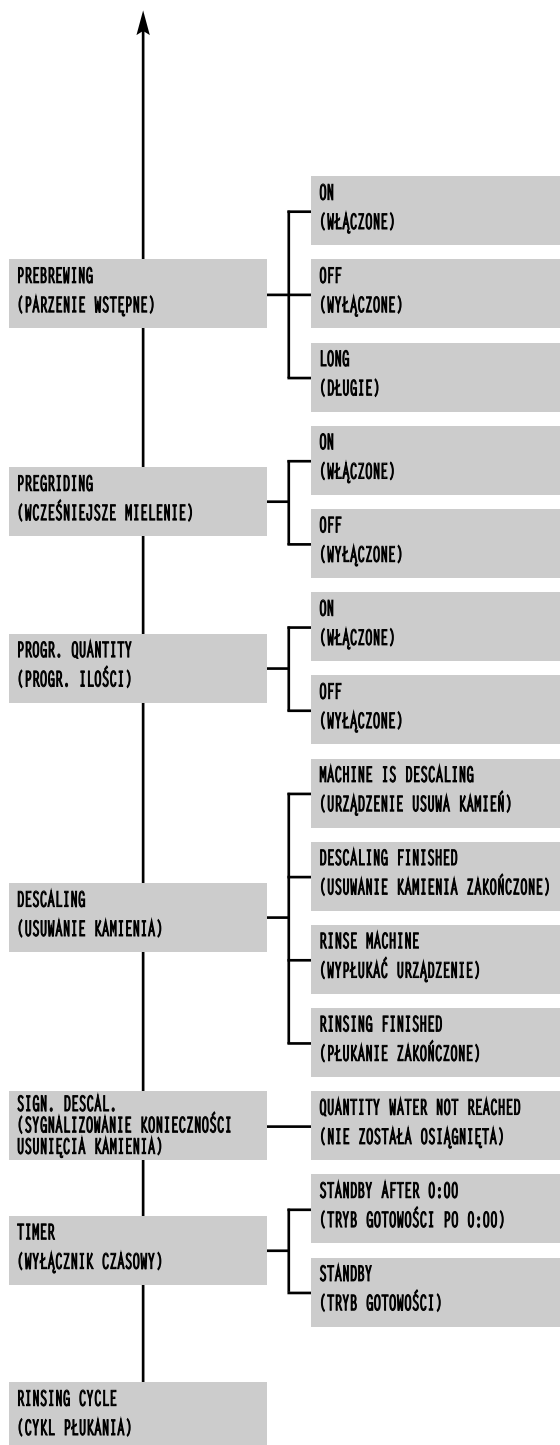 ON
(WŁĄCZONE)
PREBREWING
(PARZENIE WSTĘPNE)
OFF
(WYŁĄCZONE)
LONG
(DŁUGIE)
ON
(WŁĄCZONE)
PREGRIDING
(WCZEŚNIEJSZE MIELENIE)
OFF
(WYŁĄCZONE)
ON
(WŁĄCZONE)
PROGR. QUANTITY
(PROGR. ILOŚCI)
OFF
(WYŁĄCZONE)
MACHINE IS DESCALING
(URZĄDZENIE USUWA KAMIEŃ)
DESCALING FINISHED
(USUWANIE KAMIENIA ZAKOŃCZONE)
DESCALING
(USUWANIE KAMIENIA)
RINSE MACHINE
(WYPŁUKAĆ URZĄDZENIE)
RINSING FINISHED
(PŁUKANIE ZAKOŃCZONE)
SIGN. DESCAL.
(SYGNALIZOWANIE KONIECZNOŚCI
USUNIĘCIA KAMIENIA)
QUANTITY WATER NOT REACHED
(NIE ZOSTAŁA OSIĄGNIĘTA)
STANDBY AFTER 0:00
(TRYB GOTOWOŚCI PO 0:00)
TIMER
(WYŁĄCZNIK CZASOWY)
STANDBY
(TRYB GOTOWOŚCI)
RINSING CYCLE
(CYKL PŁUKANIA)